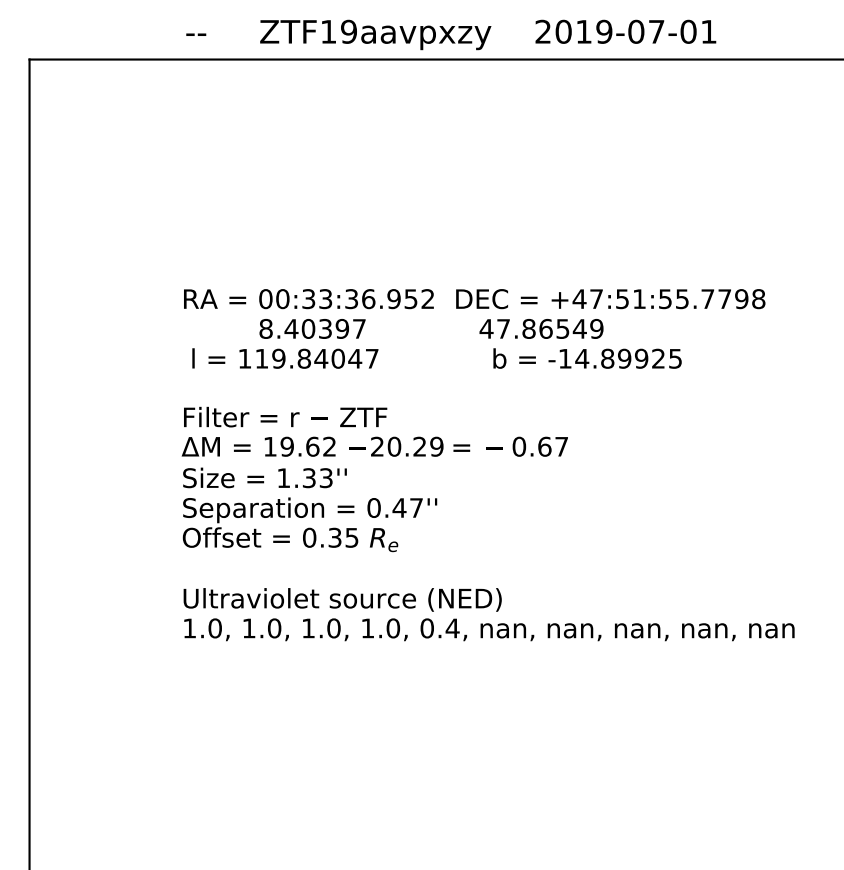 -- ZTF19aavpxzy 2019-07-01
RA = 00:33:36.952 DEC = +47:51:55.7798
8.40397 47.86549
l = 119.84047 b = -14.89925
Filter = r − ZTF
ΔM = 19.62 −20.29 = − 0.67
Size = 1.33''
Separation = 0.47''
Offset = 0.35 Re
Ultraviolet source (NED)
1.0, 1.0, 1.0, 1.0, 0.4, nan, nan, nan, nan, nan